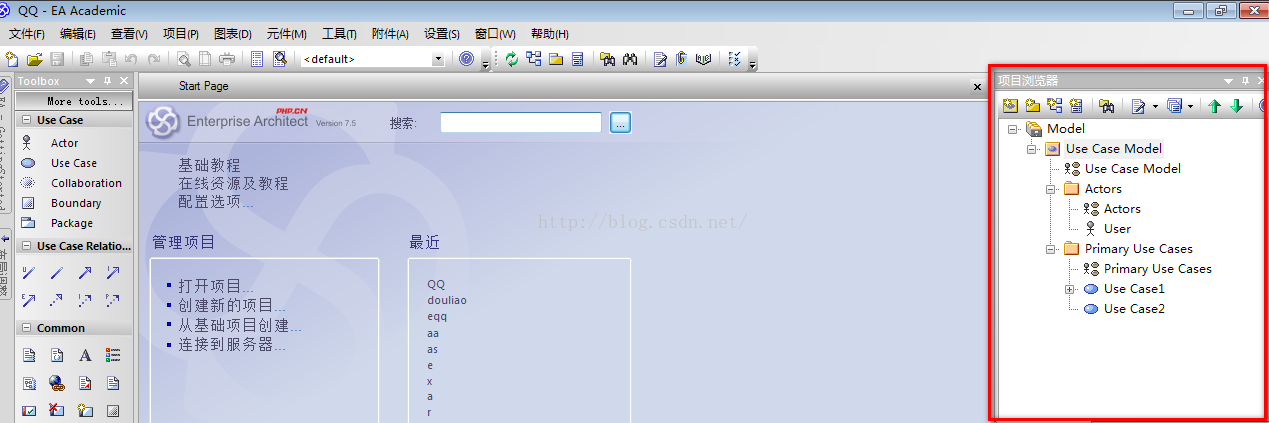 QQ - EA Academic
文件(F) 编辑(E) 查看(V) 项目(P) 图表(D) 元件(M) 工具(T) 附件(A) 设置(S) 窗口(W) 帮助(H)
<default>
Toolbox
More tools...
Use Case
Actor
Use Case
Collaboration
Boundary
Package
Use Case Relatio...
Common
Start Page
PHP.CN
Enterprise Architect Version 7.5
搜索:
...
基础教程
在线资源及教程
配置选项...
http://blog.csdn.net/
管理项目
打开项目...
创建新的项目...
从基础项目创建...
连接到服务器...
最近
QQ
douliao
eqq
aa
as
e
x
a
r
项目浏览器
Model
Use Case Model
Use Case Model
Actors
Actors
User
Primary Use Cases
Primary Use Cases
Use Case1
Use Case2